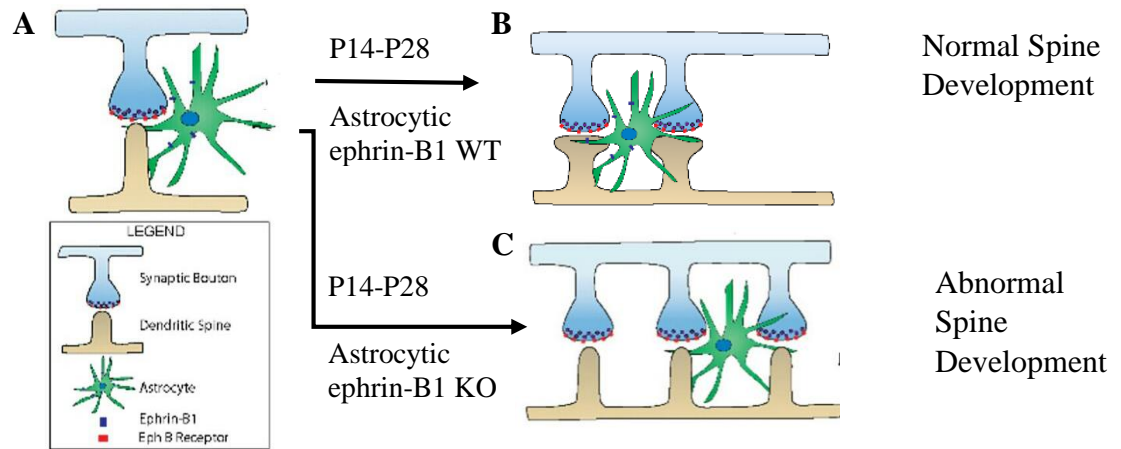 A
P14-P28
Astrocytic
ephrin-B1 WT
B
Normal Spine
Development
LEGEND
Synaptic Bouton
Dendritic Spine
Astrocyte
Ephrin-B1
Eph B Receptor
P14-P28
Astrocytic
ephrin-B1 KO
C
Abnormal
Spine
Development